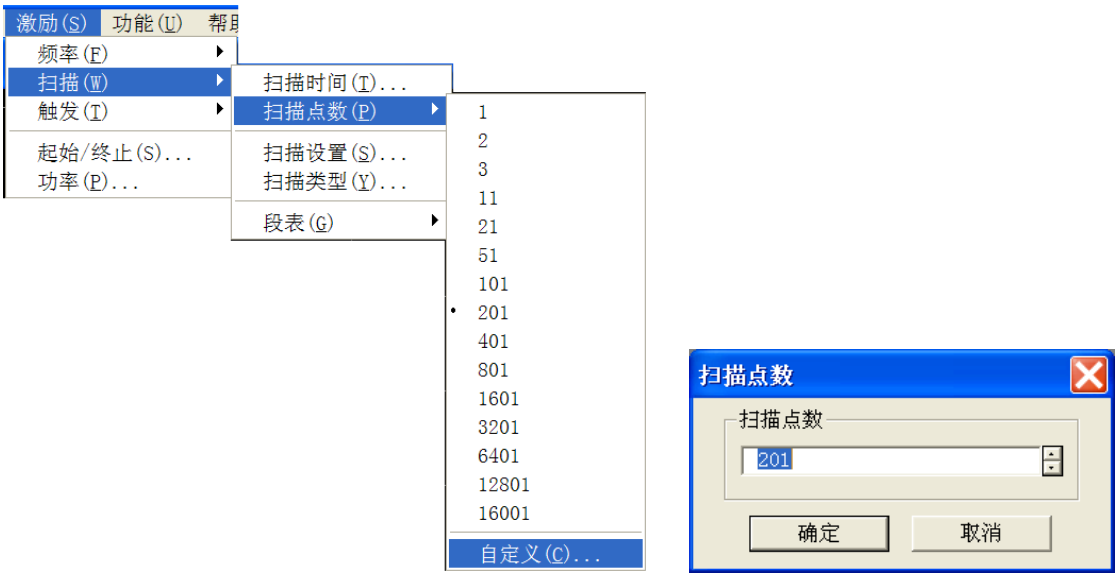 激励(S) 功能(U) 帮
频率(F)
扫描(W)
触发(T)
起始/终止(S)...
功率(P)...
扫描时间(T)...
扫描点数(P)
扫描设置(S)...
扫描类型(Y)...
段表(G)
1
2
3
11
21
51
101
201
401
801
1601
3201
6401
12801
16001
自定义(C)...
扫描点数
扫描点数
201
确定 取消